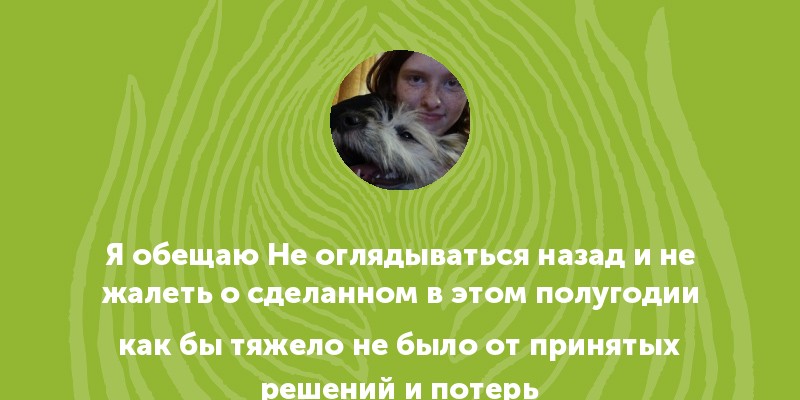 Я обещаю Не оглядываться назад и не
жалеть о сделанном в этом полугодии
как бы тяжело не было от принятых
решений и потерь